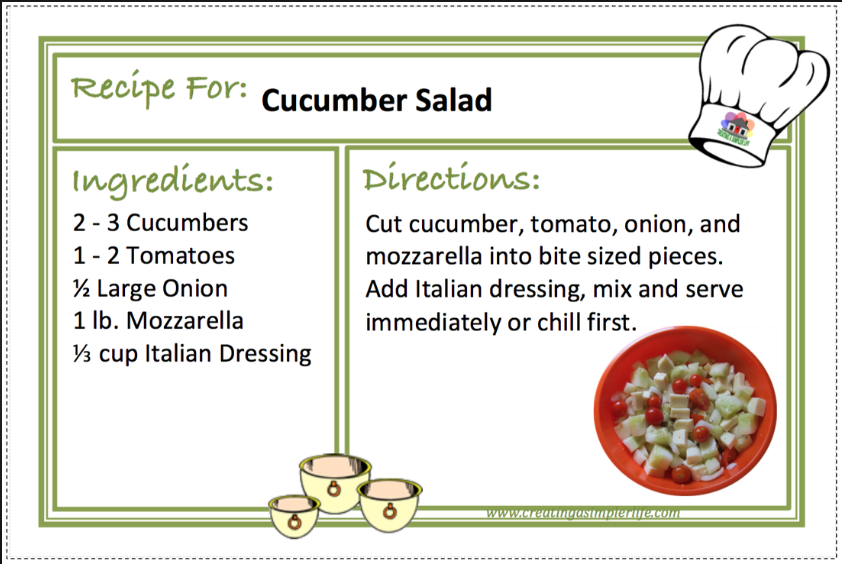 Recipe For: Cucumber Salad
Ingredients:
2 - 3 Cucumbers
1 - 2 Tomatoes
½ Large Onion
1 lb. Mozzarella
⅓ cup Italian Dressing
Directions:
Cut cucumber, tomato, onion, and
mozzarella into bite sized pieces.
Add Italian dressing, mix and serve
immediately or chill first.
www.creatingasimplerlife.com